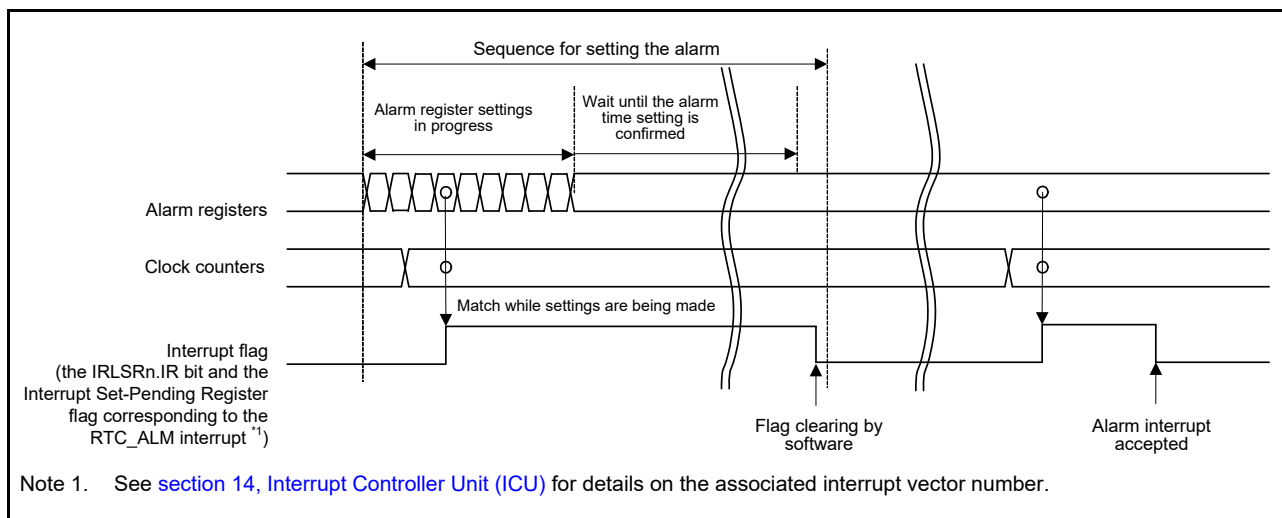 Sequence for setting the alarm
Alarm register settings
in progress
Wait until the alarm
time setting is
confirmed
Alarm registers
Clock counters
Match while settings are being made
Interrupt flag
(the IRLSRn.IR bit and the
Interrupt Set-Pending Register
flag corresponding to the
RTC_ALM interrupt *1)
Flag clearing by
software
Alarm interrupt
accepted
Note 1. See section 14, Interrupt Controller Unit (ICU) for details on the associated interrupt vector number.